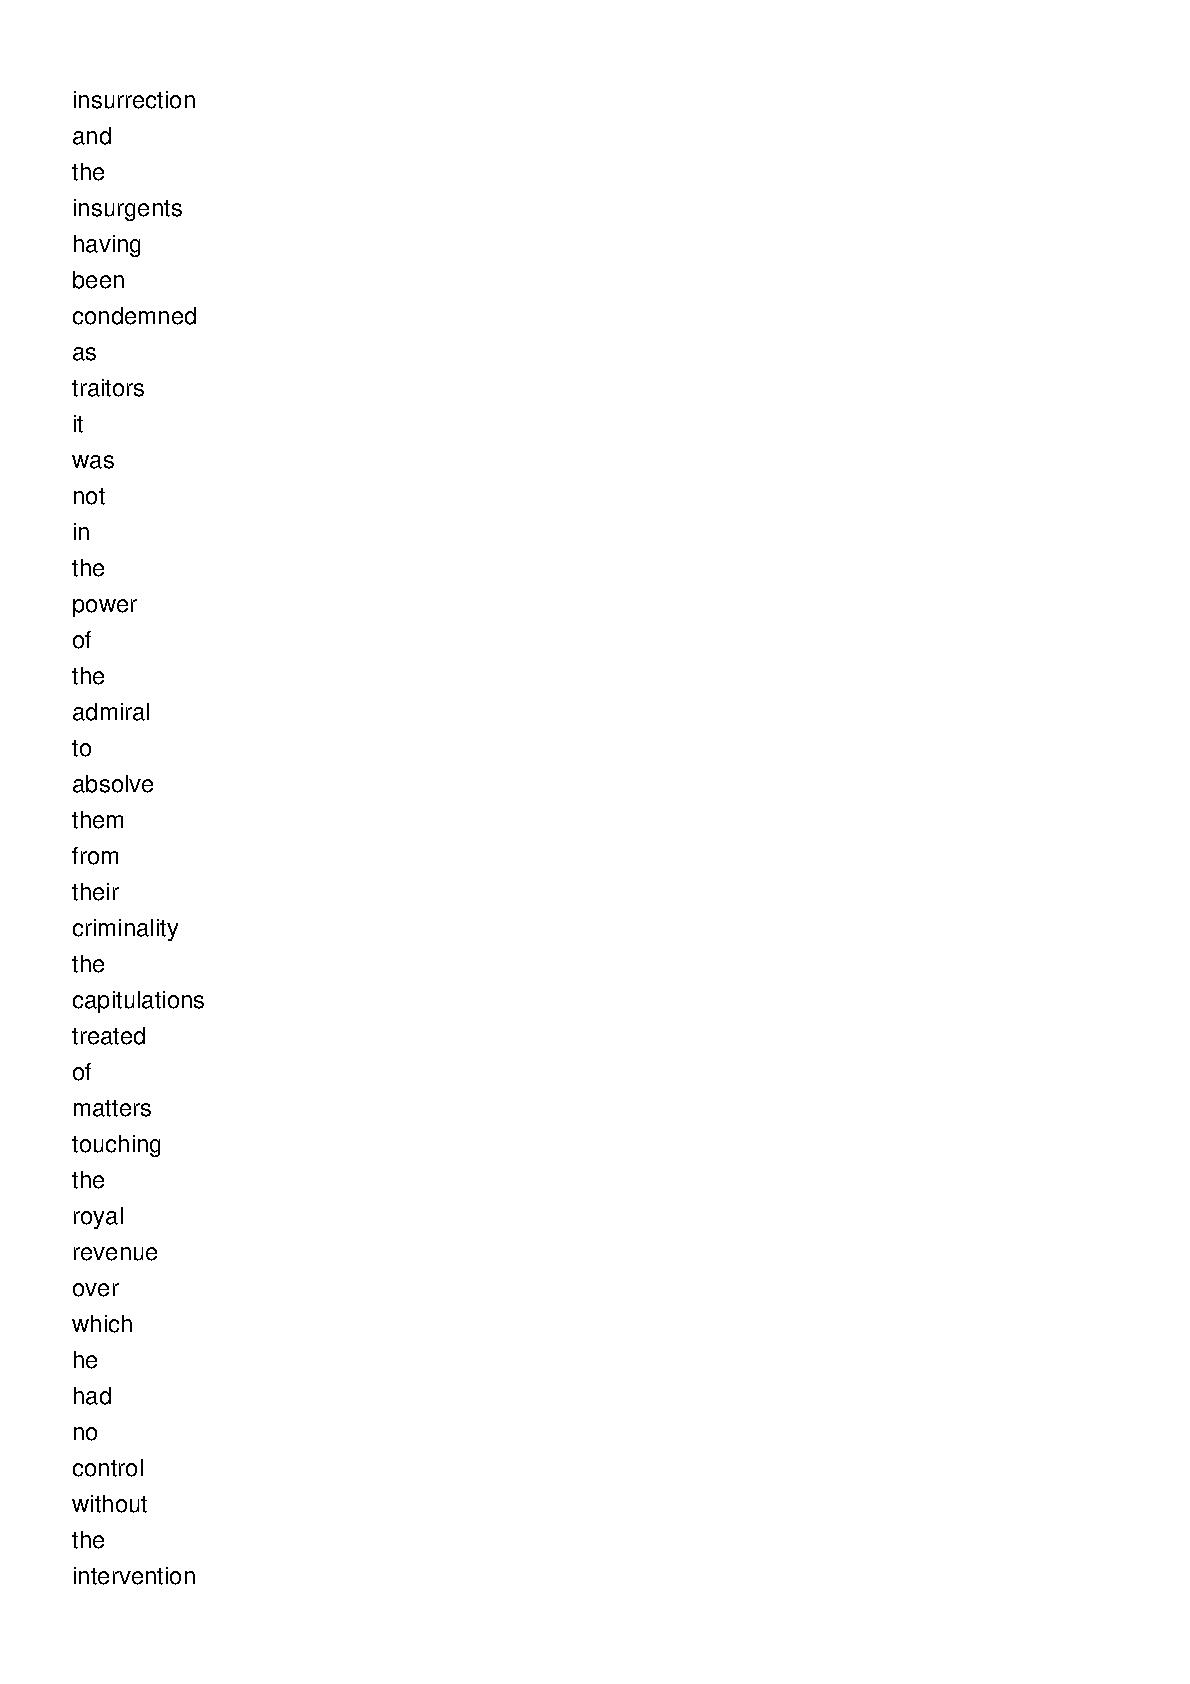 insurrection
and
the
insurgents
having
been
condemned
as
traitors
it
was
not
in
the
power
of
the
admiral
to
absolve
them
from
their
criminality
the
capitulations
treated
of
matters
touching
the
royal
revenue
over
which
he
had
no
control
without
the
intervention